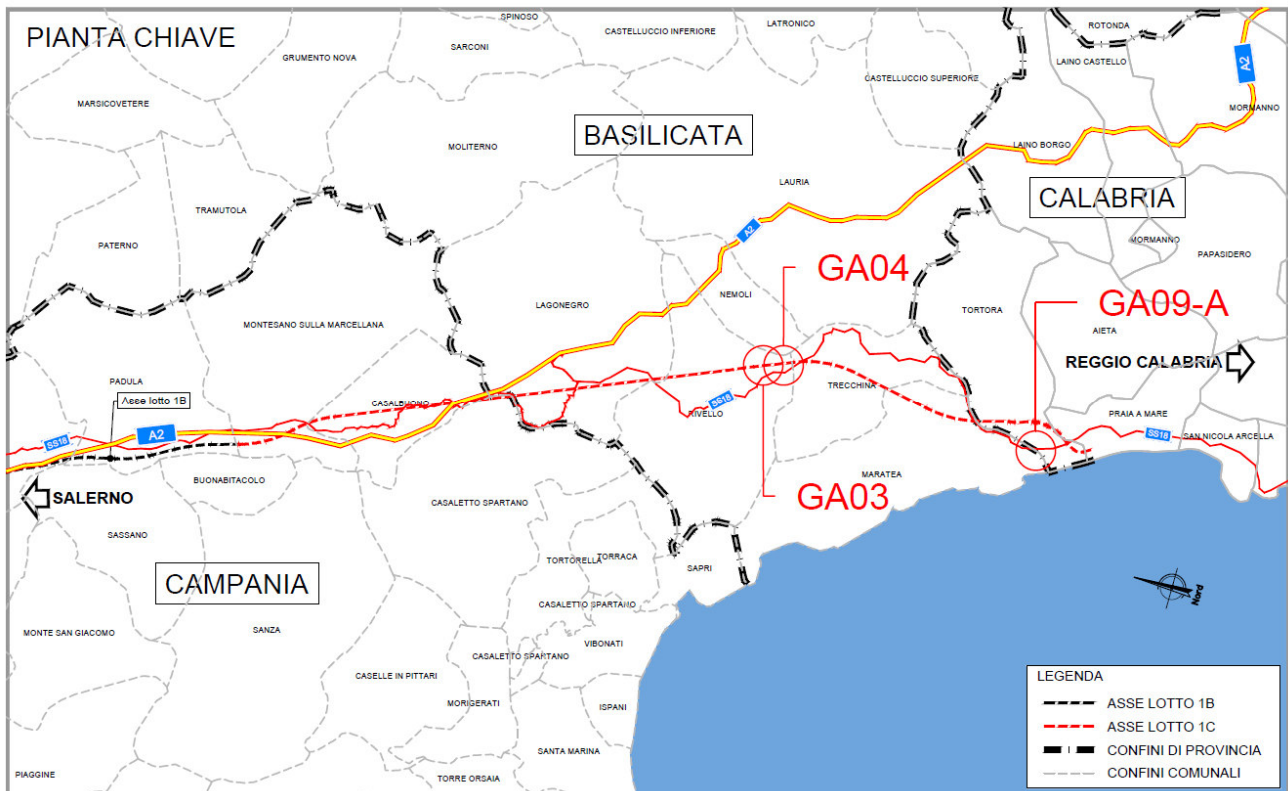 PIANTA CHIAVE
SPINOSO
LATRONICO
ROTONDA
CASTELLUCCIO INFERIORE
SARCONI
GRUMENTO NOVA
LAINO CASTELLO
A2
CASTELLUCCIO SUPERIORE
MARSICOVETERE
MORMANNO
BASILICATA
MOLITERNO
LAINO BORGO
LAURIA
CALABRIA
TRAMUTOLA
A2
PATERNO
MORMANNO
PAPASIDERO
GA04
NEMOLI
LAGONEGRO
GA09-A
TORTORA
MONTESANO SULLA MARCELLANA
AIETA
REGGIO CALABRIA
PADULA
TRECCHINA
Asse lotto 1B
CASALBUONO
SS18
RIVELLO
PRAIA A MARE
A2
SS18
SS18
SAN NICOLA ARCELLA
BUONABITACOLO
MARATEA
SALERNO
GA03
CASALETTO SPARTANO
SASSANO
TORRACA
TORTORELLA
SAPRI
CAMPANIA
Nord
CASALETTO SPARTANO
MONTE SAN GIACOMO
SANZA
VIBONATI
CASALETTO SPARTANO
CASELLE IN PITTARI
LEGENDA
MORIGERATI
ISPANI
ASSE LOTTO 1B
ASSE LOTTO 1C
SANTA MARINA
CONFINI DI PROVINCIA
PIAGGINE
TORRE ORSAIA
CONFINI COMUNALI